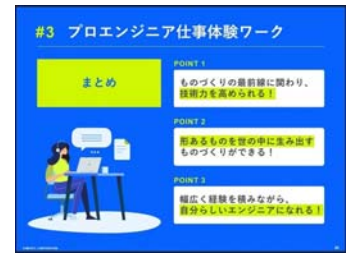 #3 プロエンジニア仕事体験ワーク
まとめ
POINT 1
ものづくりの最前線に関わり、
技術力を高められる！
POINT 2
形あるものを世の中に生み出す
ものづくりができる！
POINT 3
幅広く経験を積みながら、
自分らしいエンジニアになれる！